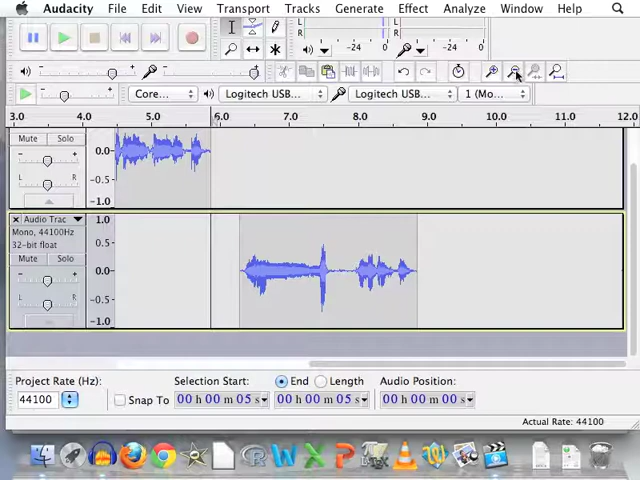 Audacity File Edit View Transport Tracks Generate Effect Analyze Window Help
L
R
-24 0
L
R
-24 0
Core... Logitech USB... Logitech USB... 1 (Mo...
3.0 4.0 5.0 6.0 7.0 8.0 9.0 10.0 11.0 12.0
Mute Solo
- +
L R
0.0
-0.5
-1.0
Audio Trac
Mono, 44100Hz
32-bit float
Mute Solo
- +
L R
1.0
0.5
0.0
-0.5
-1.0
Project Rate (Hz): Selection Start: End Length Audio Position:
44100 Snap To 00 h 00 m 05 s 00 h 00 m 05 s 00 h 00 m 00 s
Actual Rate: 44100